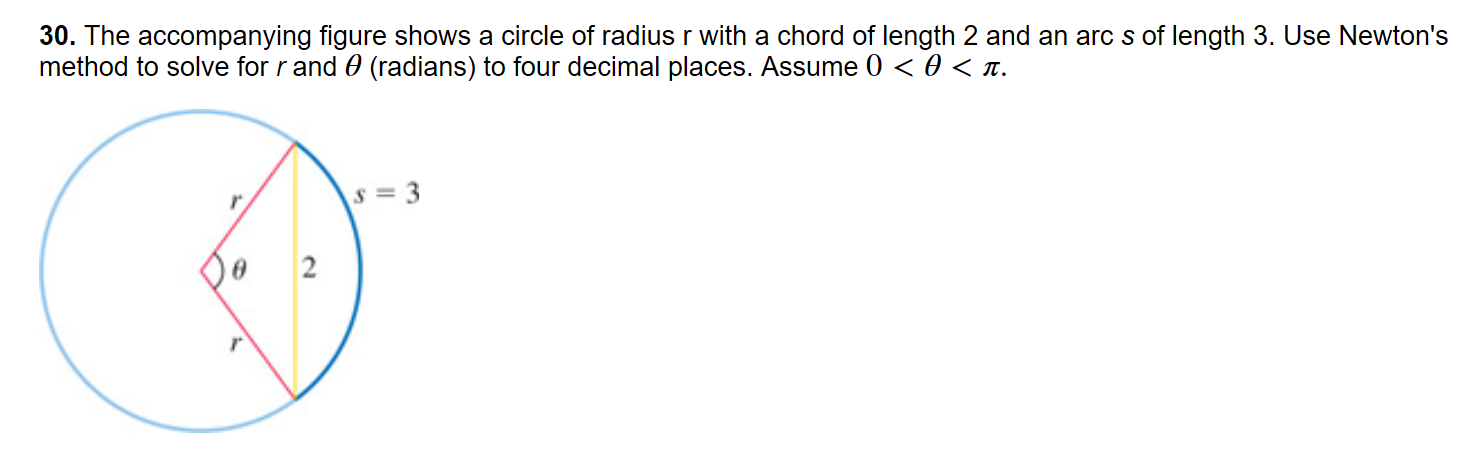 30. The accompanying figure shows a circle of radius r with a chord of length 2 and an arc s of length 3. Use Newton's
method to solve for r and θ (radians) to four decimal places. Assume 0 < θ < π.
s = 3
r
θ
2
r